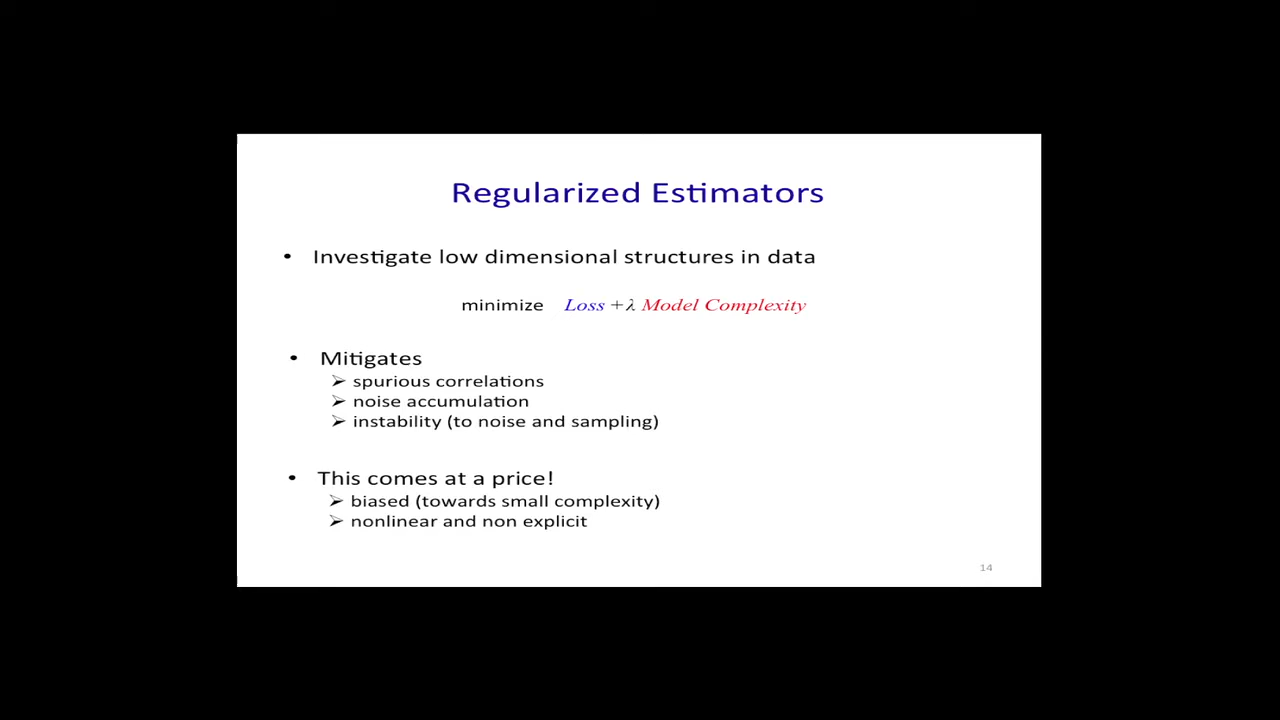 Regularized Estimators
• Investigate low dimensional structures in data
minimize Loss + λ Model Complexity
• Mitigates
➢ spurious correlations
➢ noise accumulation
➢ instability (to noise and sampling)
• This comes at a price!
➢ biased (towards small complexity)
➢ nonlinear and non explicit
14